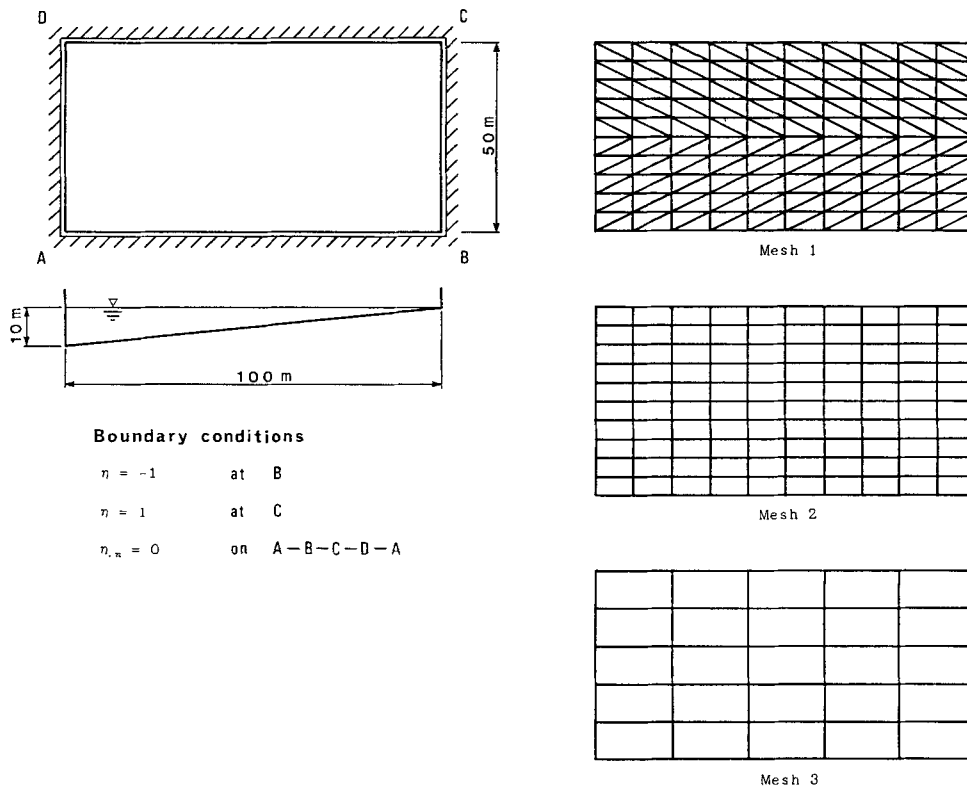 D
C
50 m
A
B
10 m
100 m
Boundary conditions
η = -1 at B
η = 1 at C
η,n = 0 on A – B – C – D – A
Mesh 1
Mesh 2
Mesh 3